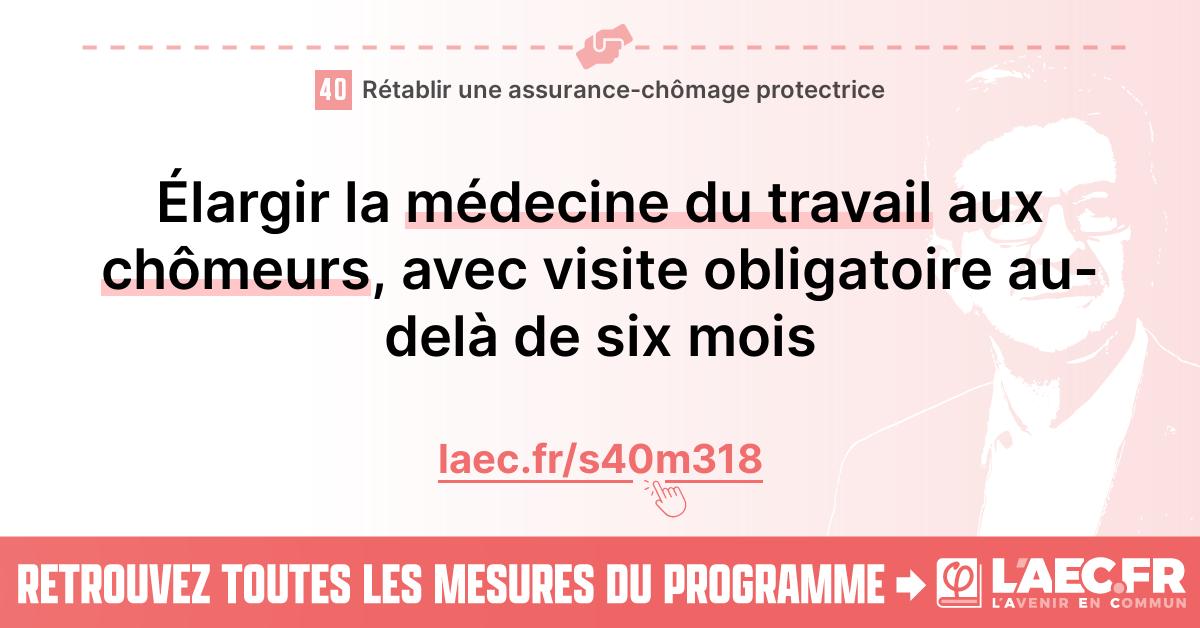 40 Rétablir une assurance-chômage protectrice
Élargir la médecine du travail aux
chômeurs, avec visite obligatoire au-
delà de six mois
laec.fr/s40m318
RETROUVEZ TOUTES LES MESURES DU PROGRAMME
φ L'AEC.FR
L'AVENIR EN COMMUN